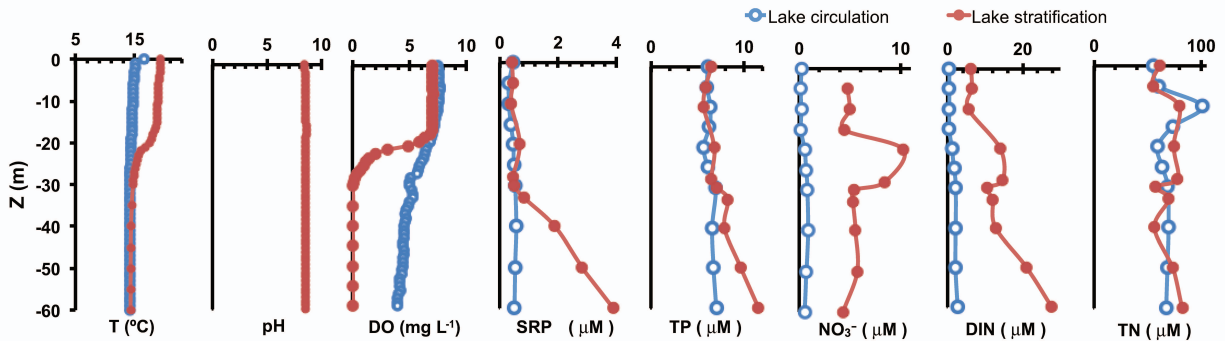 Lake circulation Lake stratification
5 15 0 5 10 0 5 10 0 2 4 0 10 0 10 0 20 0 100
0
-10
-20
Z (m)
-30
-40
-50
-60
T (ºC) pH DO (mg L⁻¹) SRP ( μM ) TP ( μM ) NO₃⁻ ( μM ) DIN ( μM ) TN ( μM )